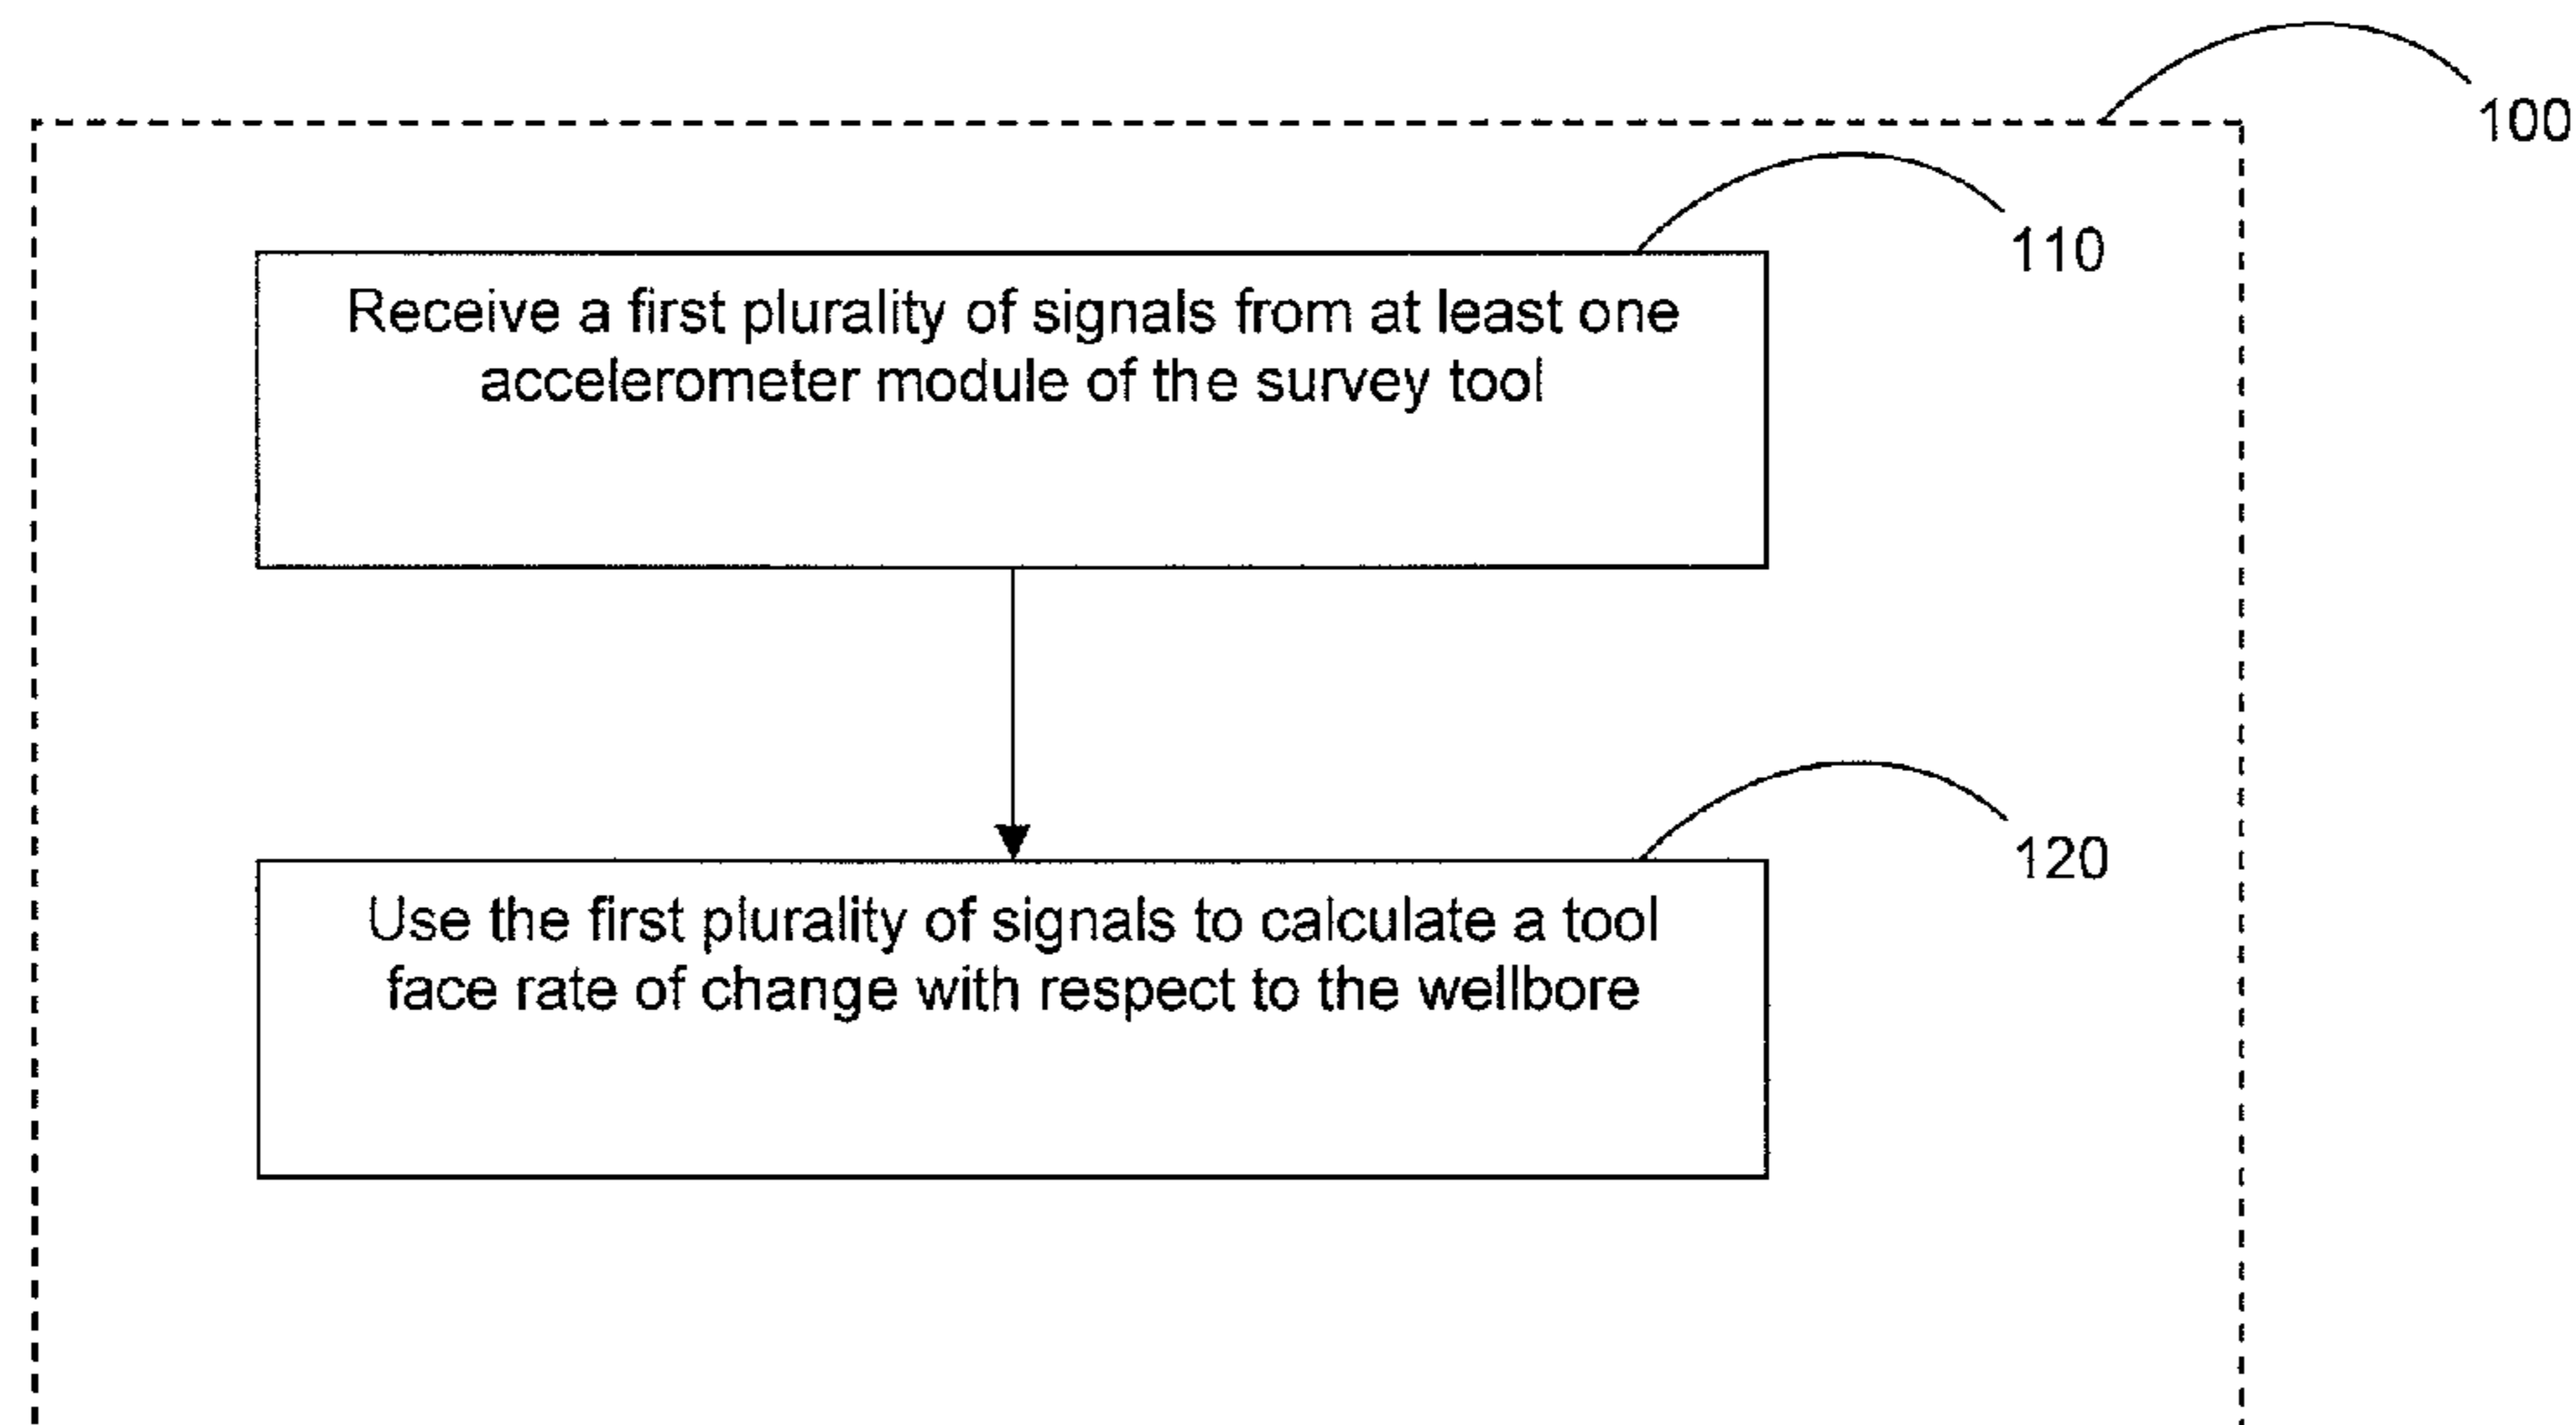 100
110
Receive a first plurality of signals from at least one
accelerometer module of the survey tool
120
Use the first plurality of signals to calculate a tool
face rate of change with respect to the wellbore